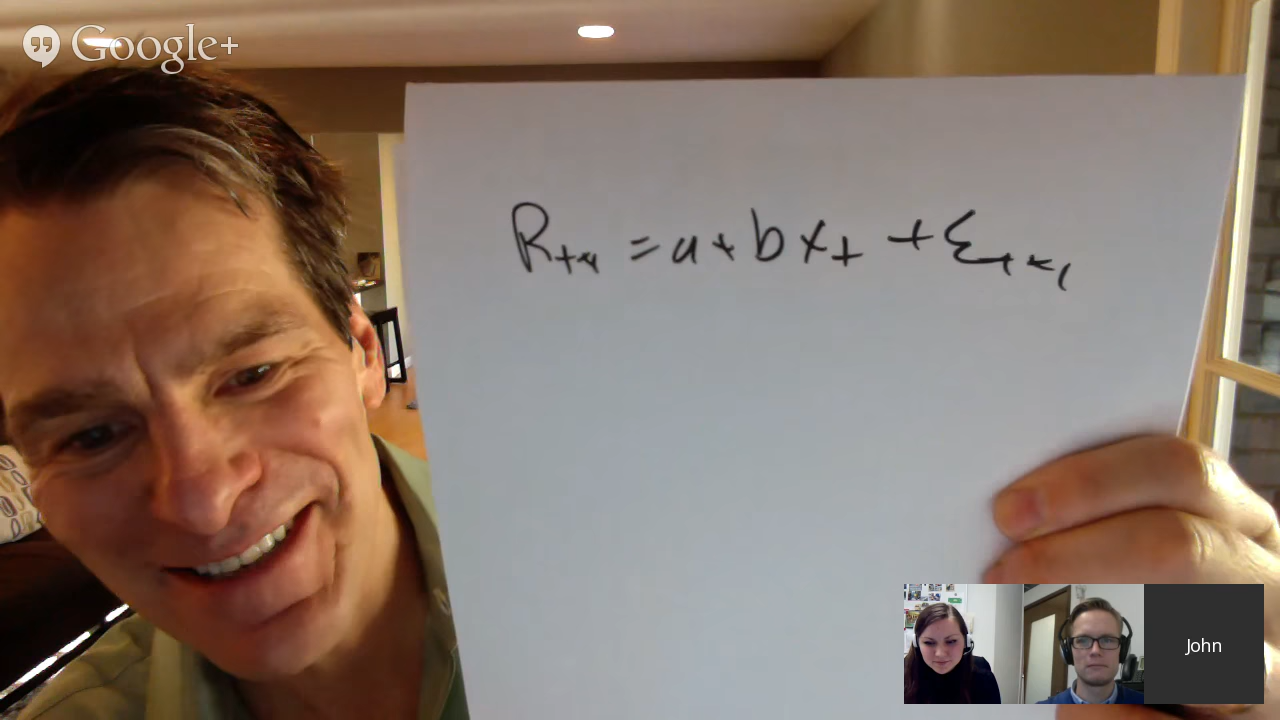 Google+
R_{t+1} = a + b x_t + ε_{t+1}
John